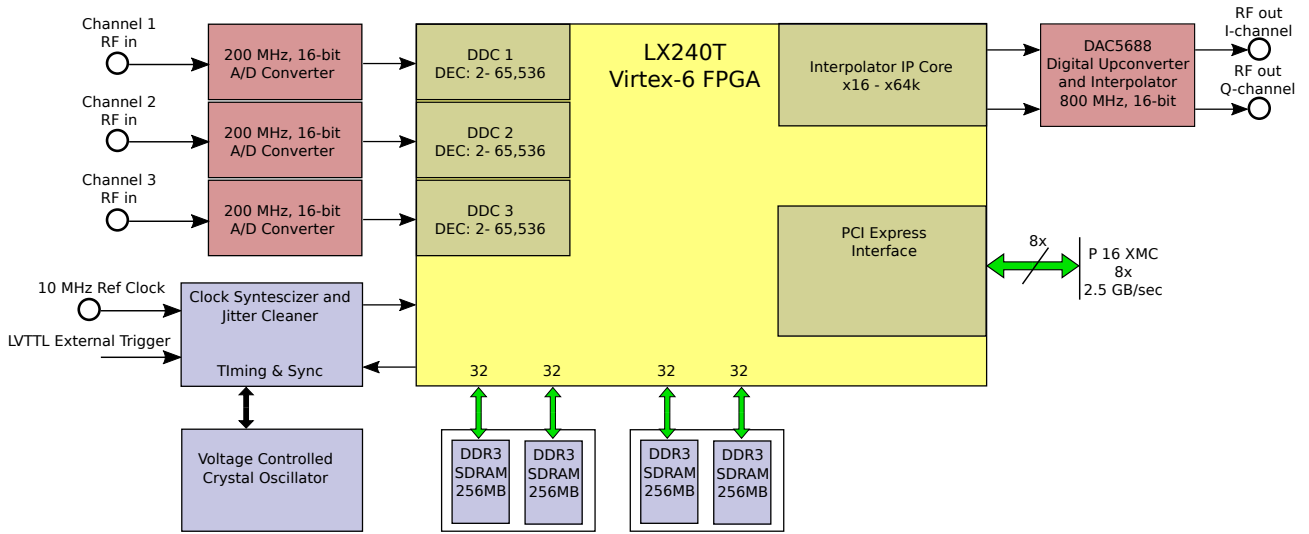 Channel 1
RF in
200 MHz, 16-bit
A/D Converter
DDC 1
DEC: 2- 65,536
LX240T
Virtex-6 FPGA
Interpolator IP Core
x16 - x64k
DAC5688
Digital Upconverter
and Interpolator
800 MHz, 16-bit
RF out
I-channel
RF out
Q-channel
Channel 2
RF in
200 MHz, 16-bit
A/D Converter
DDC 2
DEC: 2- 65,536
Channel 3
RF in
200 MHz, 16-bit
A/D Converter
DDC 3
DEC: 2- 65,536
PCI Express
Interface
8x
P 16 XMC
8x
2.5 GB/sec
10 MHz Ref Clock
LVTTL External Trigger
Clock Syntescizer and
Jitter Cleaner
TIming & Sync
32
32
32
32
Voltage Controlled
Crystal Oscillator
DDR3
SDRAM
256MB
DDR3
SDRAM
256MB
DDR3
SDRAM
256MB
DDR3
SDRAM
256MB